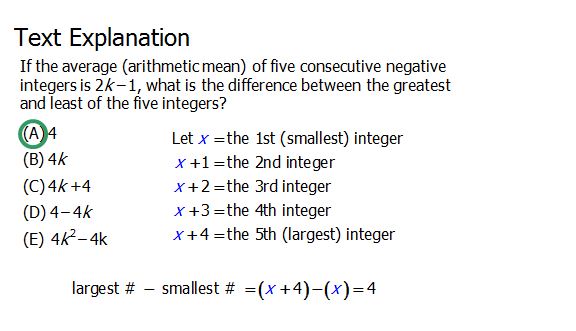 Text Explanation
If the average (arithmetic mean) of five consecutive negative
integers is 2k−1, what is the difference between the greatest
and least of the five integers?
(A) 4
(B) 4k
(C) 4k+4
(D) 4−4k
(E) 4k²−4k
Let x = the 1st (smallest) integer
x+1 = the 2nd integer
x+2 = the 3rd integer
x+3 = the 4th integer
x+4 = the 5th (largest) integer
largest # − smallest # = (x+4)−(x)=4